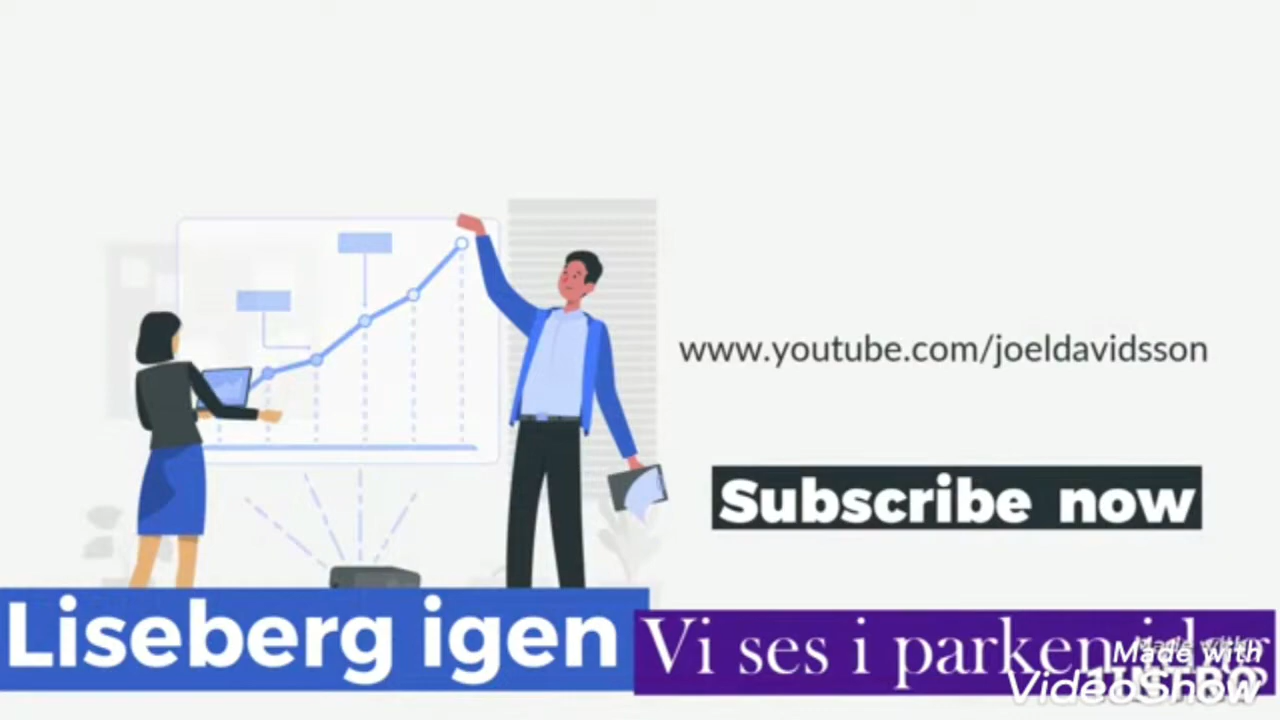 www.youtube.com/joeldavidsson
Subscribe now
Liseberg igen
Vi ses i parken
Made with
VideoShow